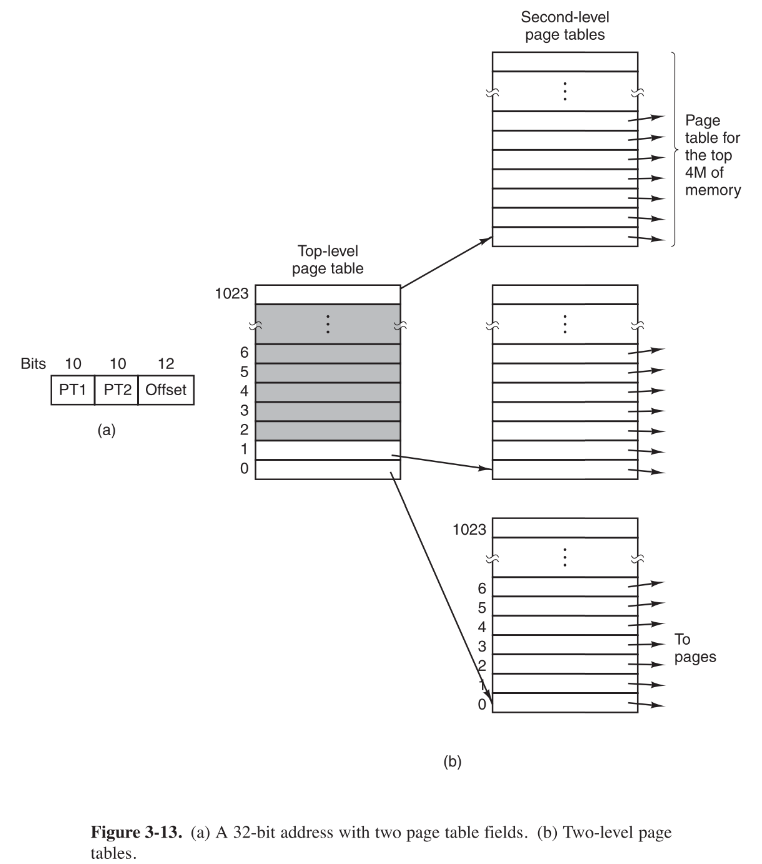 Second-level
page tables
Page
table for
the top
4M of
memory
Top-level
page table
1023
6
5
4
3
2
1
0
Bits 10 10 12
PT1 PT2 Offset
(a)
1023
6
5
4
3
2
1
0
To
pages
(b)
Figure 3-13. (a) A 32-bit address with two page table fields. (b) Two-level page
tables.